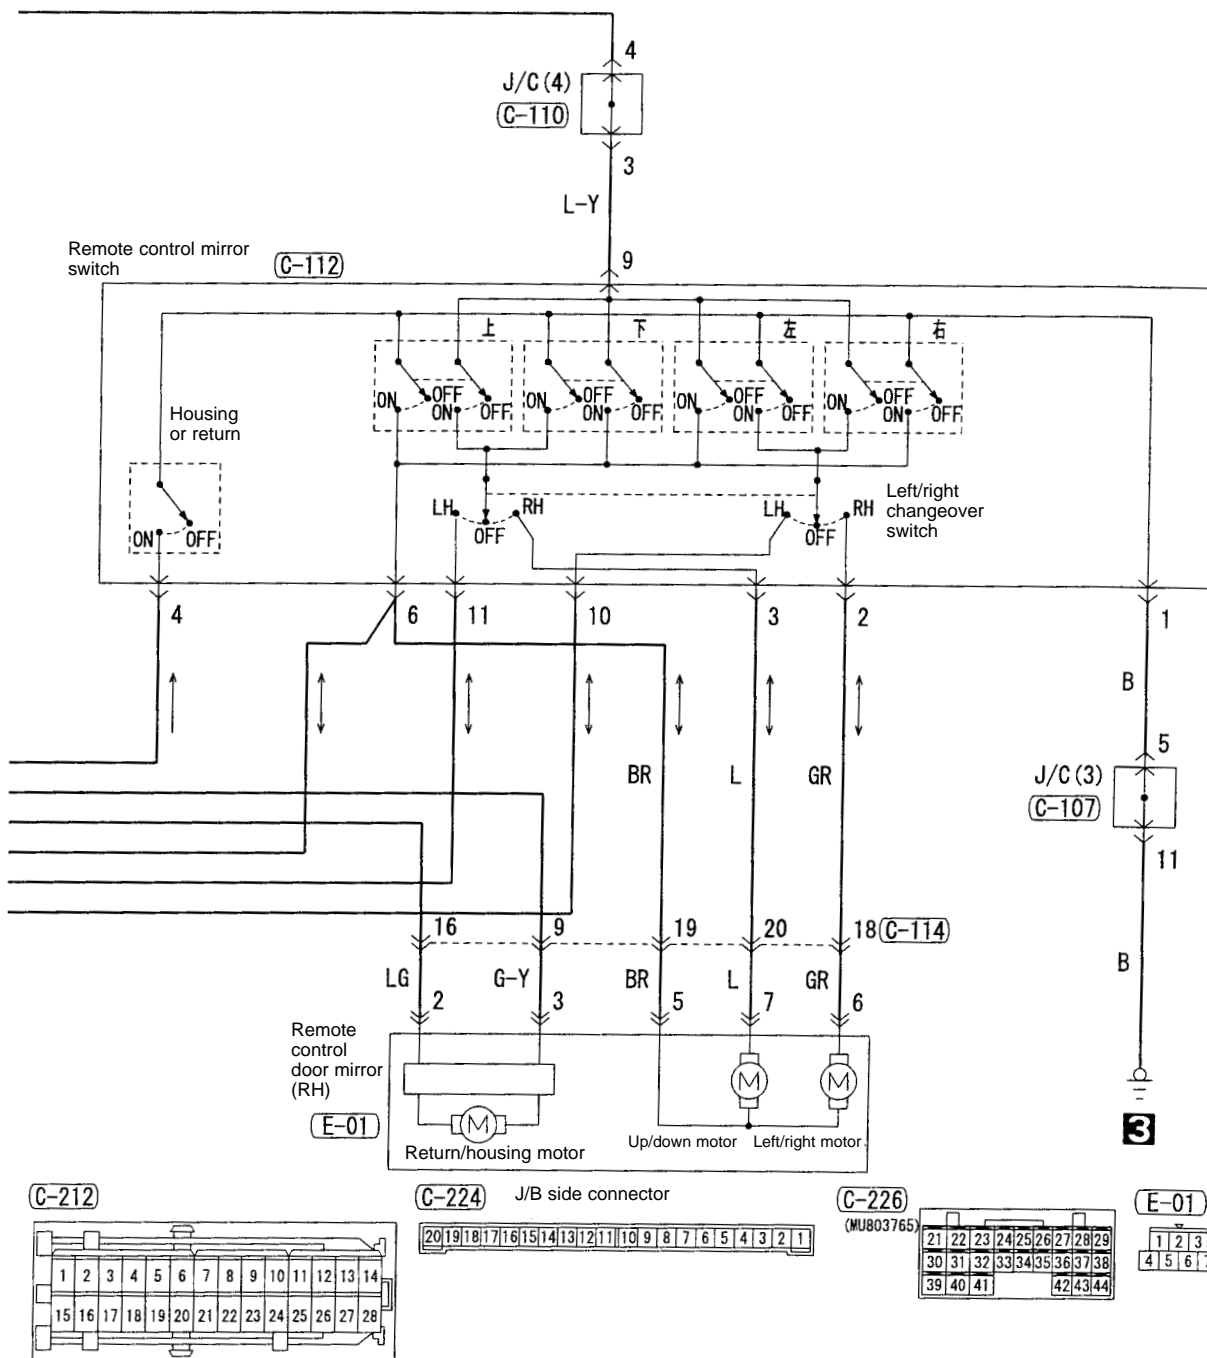 4
J/C(4)
C-110
3
L-Y
Remote control mirror
switch
C-112
9
上
下
左
右
ON
OFF
ON
OFF
ON
OFF
ON
OFF
ON
OFF
ON
OFF
ON
OFF
ON
OFF
Housing
or return
ON
OFF
LH
RH
OFF
LH
RH
OFF
Left/right
changeover
switch
4
6
11
10
3
2
1
B
5
J/C(3)
C-107
11
BR
L
GR
B
16
9
19
20
18
C-114
LG
G-Y
BR
L
GR
2
3
5
7
6
Remote
control
door mirror
(RH)
E-01
M
M
M
Return/housing motor
Up/down motor
Left/right motor
3
C-212
1 2 3 4 5 6 7 8 9 10 11 12 13 14
15 16 17 18 19 20 21 22 23 24 25 26 27 28
C-224
J/B side connector
20 19 18 17 16 15 14 13 12 11 10 9 8 7 6 5 4 3 2 1
C-226
(MU803765)
21 22 23 24 25 26 27 28 29
30 31 32 33 34 35 36 37 38
39 40 41 42 43 44
E-01
1 2 3
4 5 6 7